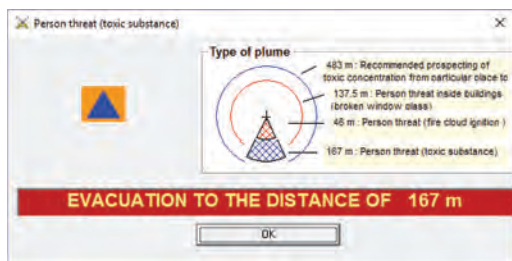 Person threat (toxic substance)
Type of plume
483 m : Recommended prospecting of
toxic concentration from particular place to
137.5 m : Person threat inside buildings
(broken window glass)
46 m : Person threat (fire cloud ignition )
167 m : Person threat (toxic substance)
EVACUATION TO THE DISTANCE OF 167 m
OK